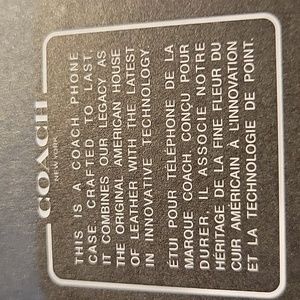 COACH
NEW YORK
THIS IS A COACH PHONE
CASE. CRAFTED TO LAST,
IT COMBINES OUR LEGACY AS
THE ORIGINAL AMERICAN HOUSE
OF LEATHER WITH THE LATEST
IN INNOVATIVE TECHNOLOGY.
ÉTUI POUR TÉLÉPHONE DE LA
MARQUE COACH. CONÇU POUR
DURER, IL ASSOCIE NOTRE
HÉRITAGE DE LA FINE FLEUR DU
CUIR AMÉRICAIN À L'INNOVATION
ET LA TECHNOLOGIE DE POINT.